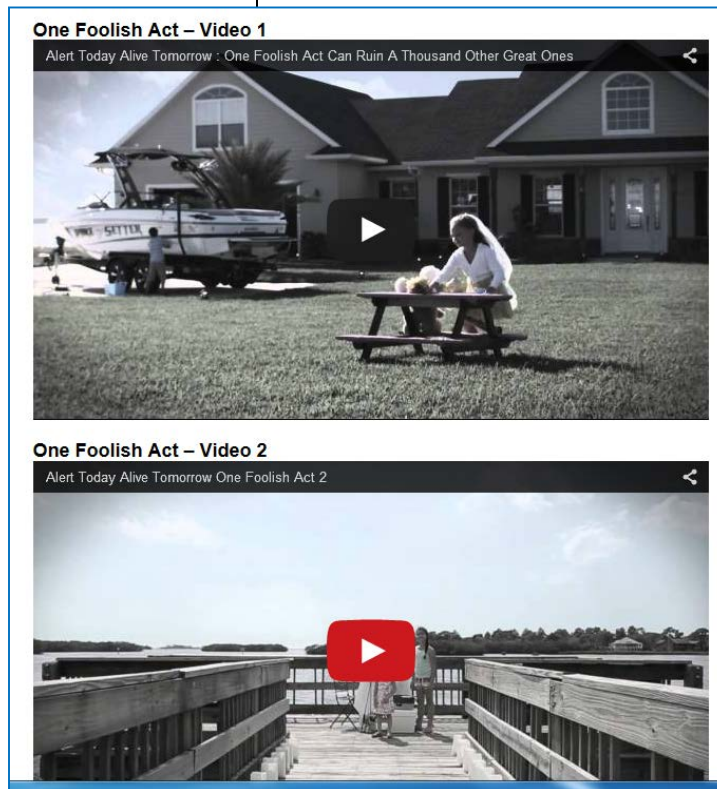 One Foolish Act – Video 1
Alert Today Alive Tomorrow : One Foolish Act Can Ruin A Thousand Other Great Ones
SETTER
One Foolish Act – Video 2
Alert Today Alive Tomorrow One Foolish Act 2